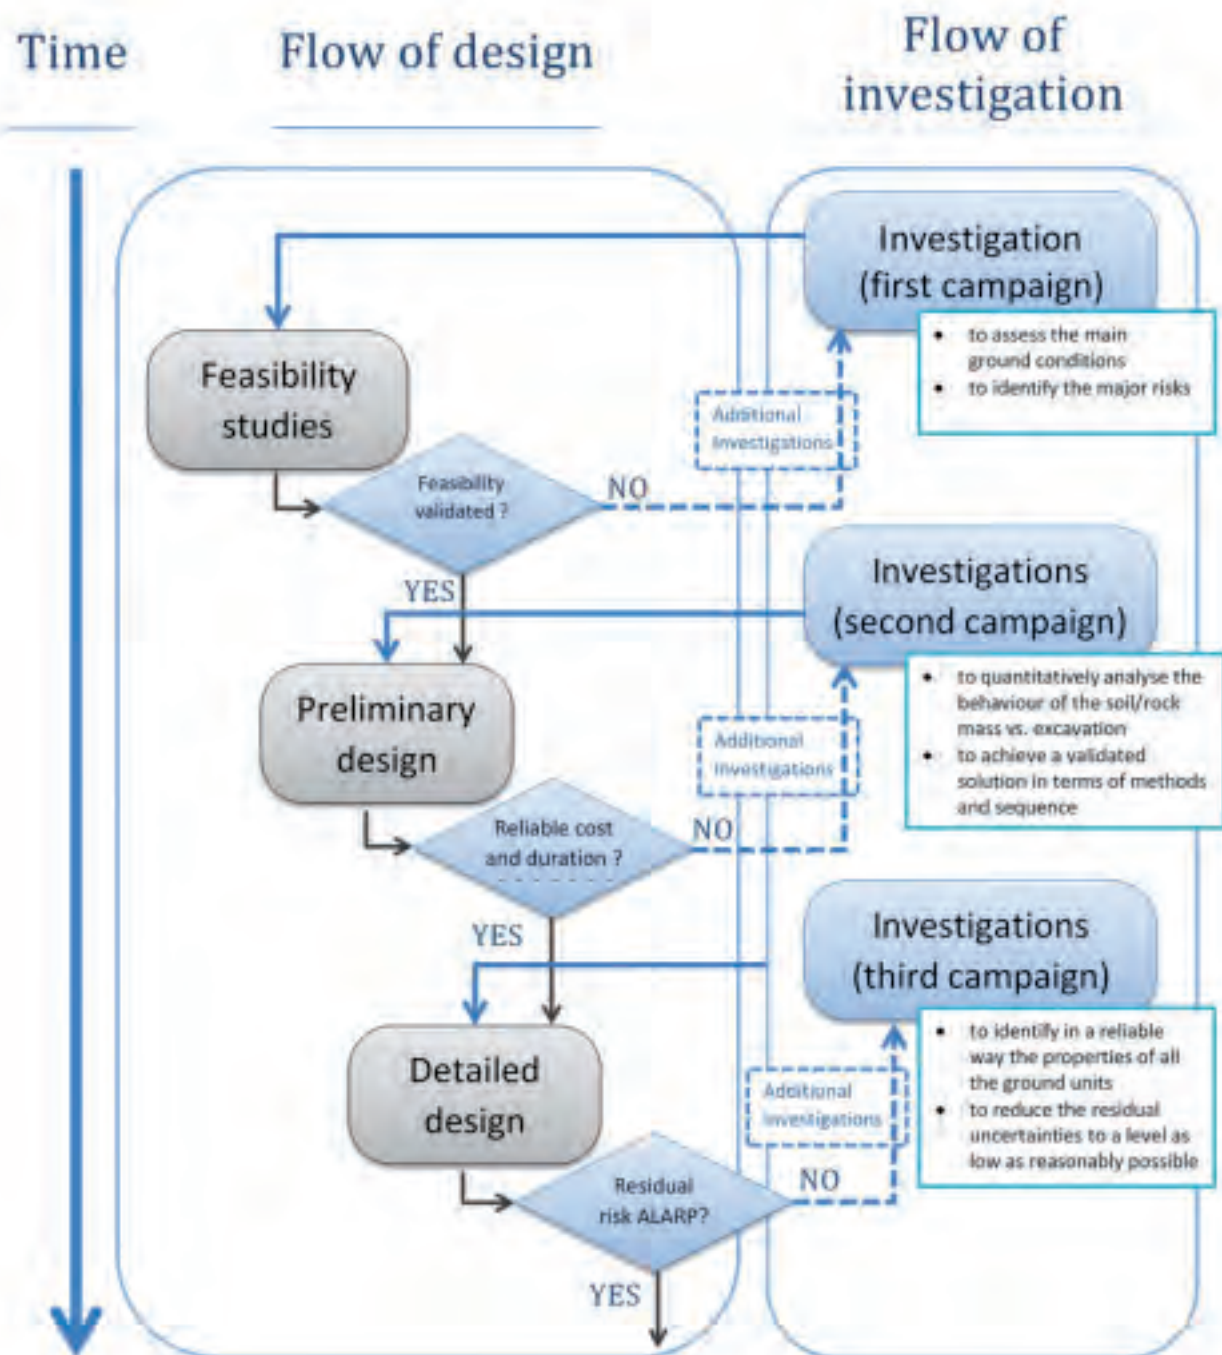 Time
Flow of design
Flow of
investigation
Investigation
(first campaign)
• to assess the main
ground conditions
• to identify the major risks
Feasibility
studies
Additional
Investigations
Feasibility
validated ?
NO
YES
Investigations
(second campaign)
• to quantitatively analyse the
behaviour of the soil/rock
mass vs. excavation
• to achieve a validated
solution in terms of methods
and sequence
Preliminary
design
Additional
Investigations
Reliable cost
and duration ?
NO
YES
Investigations
(third campaign)
• to identify in a reliable
way the properties of all
the ground units
• to reduce the residual
uncertainties to a level as
low as reasonably possible
Detailed
design
Additional
Investigations
Residual
risk ALARP?
NO
YES